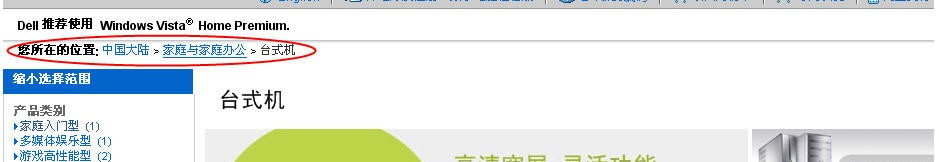 Dell 推荐使用 Windows Vista® Home Premium.
您所在的位置: 中国大陆 > 家庭与家庭办公 > 台式机
缩小选择范围
台式机
产品类别
家庭入门型 (1)
多媒体娱乐型 (1)
游戏高性能型 (2)